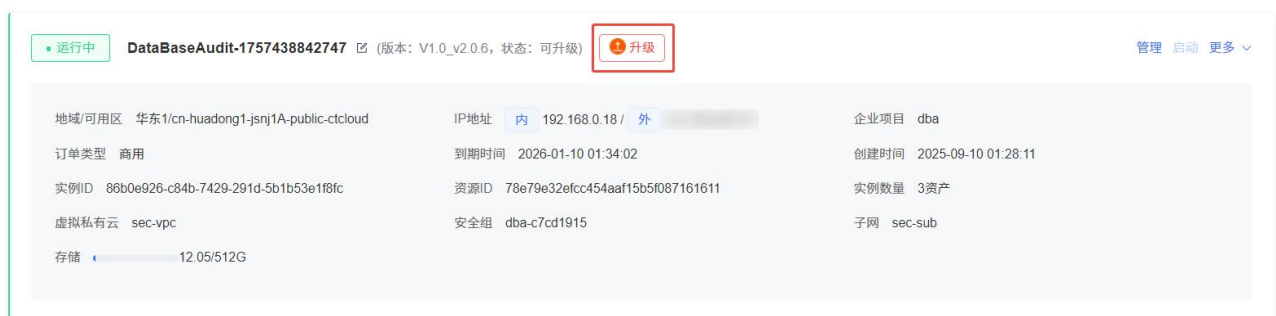 运行中 DataBaseAudit-1757438842747 (版本：V1.0_v2.0.6，状态：可升级) 升级 管理 启动 更多
地域/可用区 华东1/cn-huadong1-jsnj1A-public-ctcloud IP地址 内 192.168.0.18 / 外 企业项目 dba
订单类型 商用 到期时间 2026-01-10 01:34:02 创建时间 2025-09-10 01:28:11
实例ID 86b0e926-c84b-7429-291d-5b1b53e1f8fc 资源ID 78e79e32efcc454aaf15b5f087161611 实例数量 3资产
虚拟私有云 sec-vpc 安全组 dba-c7cd1915 子网 sec-sub
存储 12.05/512G